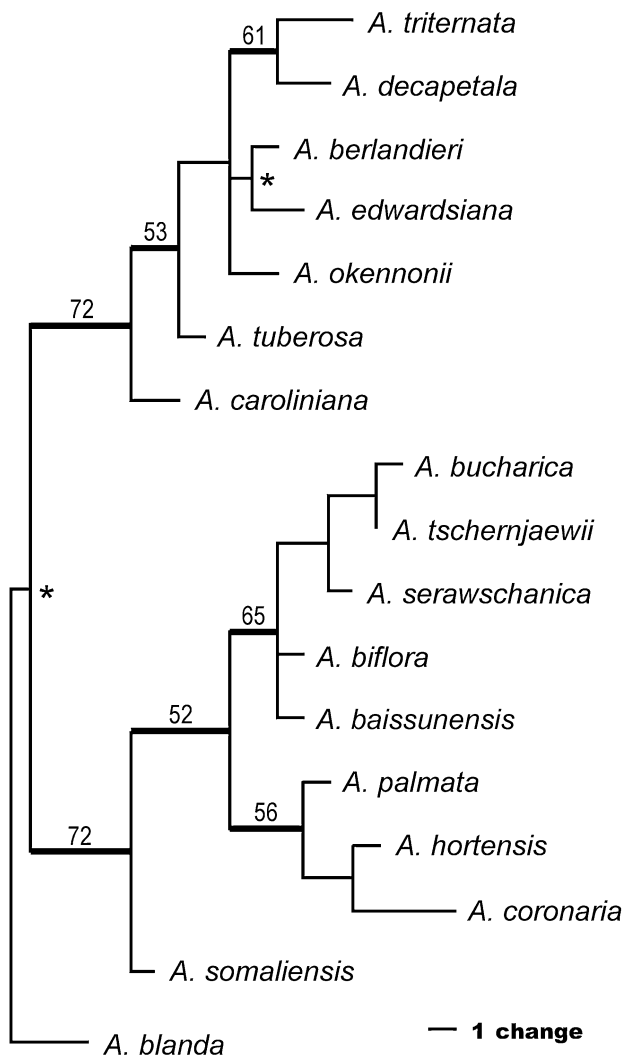 61
A. triternata
A. decapetala
A. berlandieri
*
A. edwardsiana
53
A. okennonii
72
A. tuberosa
A. caroliniana
A. bucharica
A. tschernjaewii
*
A. serawschanica
65
A. biflora
52
A. baissunensis
A. palmata
56
72
A. hortensis
A. coronaria
A. somaliensis
1 change
A. blanda